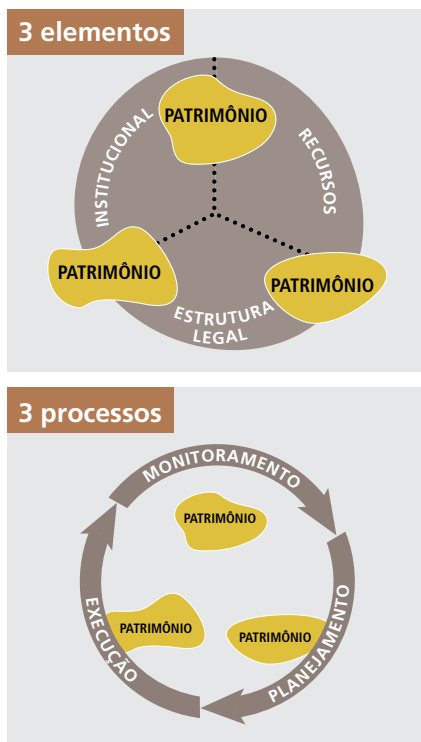 3 elementos
PATRIMÔNIO
INSTITUCIONAL
RECURSOS
PATRIMÔNIO
PATRIMÔNIO
ESTRUTURA
LEGAL
3 processos
MONITORAMENTO
PATRIMÔNIO
PATRIMÔNIO
PATRIMÔNIO
EXECUÇÃO
PLANEJAMENTO